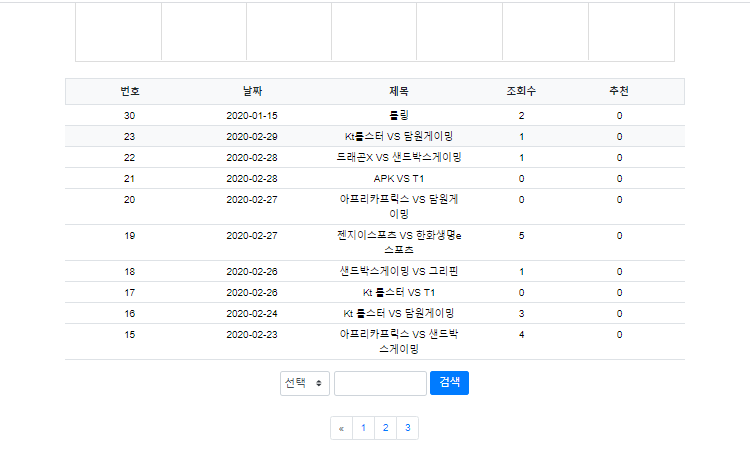 번호 날짜 제목 조회수 추천
30 2020-01-15 롤링 2 0
23 2020-02-29 Kt롤스터 VS 담원게이밍 1 0
22 2020-02-28 드래곤X VS 샌드박스게이밍 1 0
21 2020-02-28 APK VS T1 0 0
20 2020-02-27 아프리카프릭스 VS 담원게 0 0
이밍
19 2020-02-27 젠지이스포츠 VS 한화생명e 5 0
스포츠
18 2020-02-26 샌드박스게이밍 VS 그리핀 1 0
17 2020-02-26 Kt 롤스터 VS T1 0 0
16 2020-02-24 Kt 롤스터 VS 담원게이밍 3 0
15 2020-02-23 아프리카프릭스 VS 샌드박 4 0
스게이밍
선택 검색
« 1 2 3